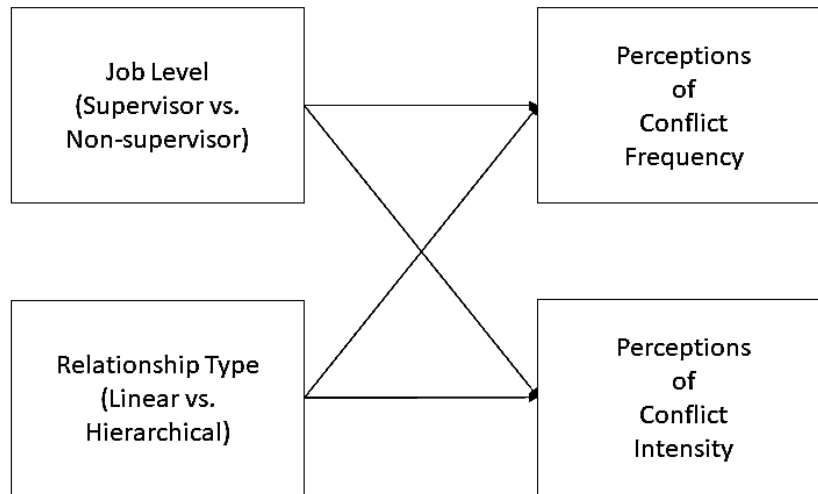 Job Level
(Supervisor vs.
Non-supervisor)
Perceptions
of
Conflict
Frequency
Relationship Type
(Linear vs.
Hierarchical)
Perceptions
of
Conflict
Intensity